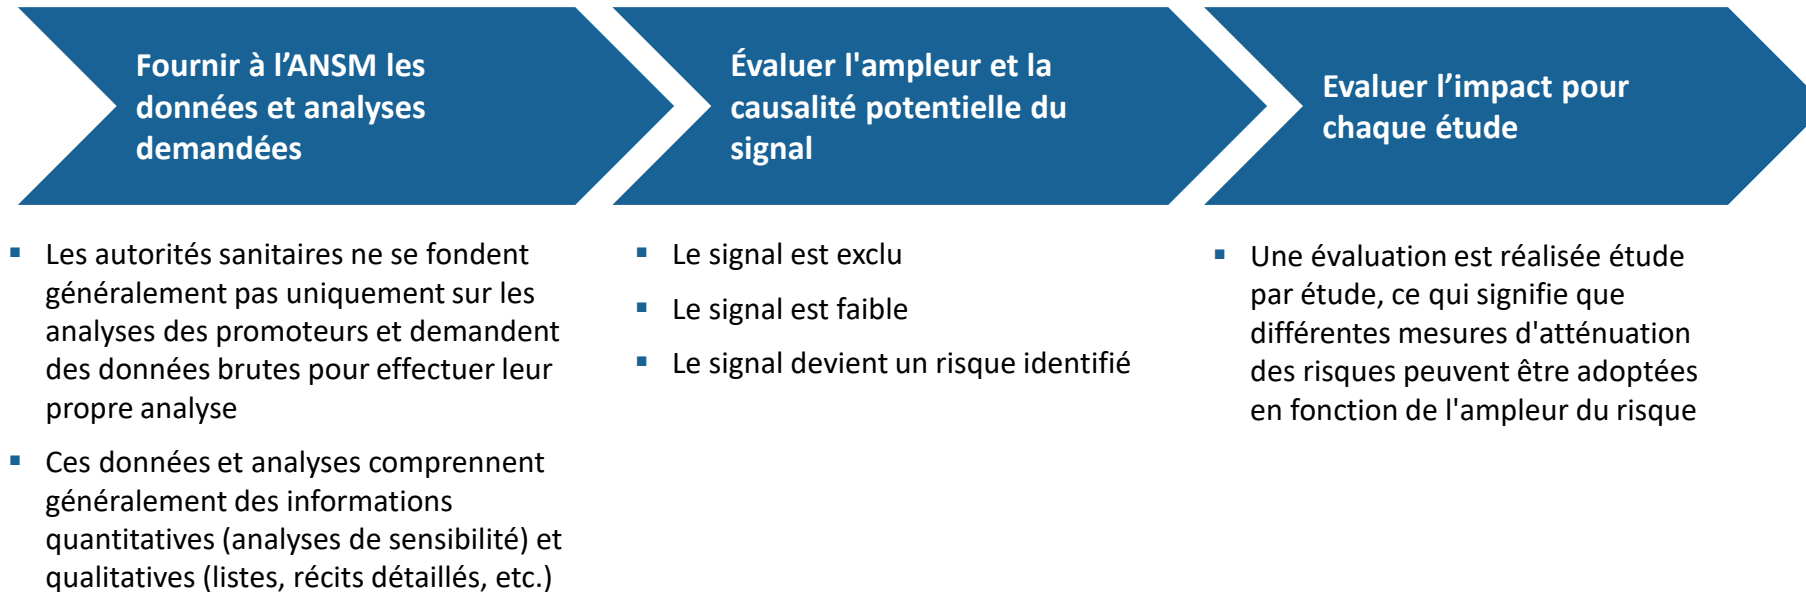 Fournir à l’ANSM les
données et analyses
demandées
Évaluer l'ampleur et la
causalité potentielle du
signal
Evaluer l’impact pour
chaque étude
▪ Les autorités sanitaires ne se fondent
généralement pas uniquement sur les
analyses des promoteurs et demandent
des données brutes pour effectuer leur
propre analyse
▪ Ces données et analyses comprennent
généralement des informations
quantitatives (analyses de sensibilité) et
qualitatives (listes, récits détaillés, etc.)
▪ Le signal est exclu
▪ Le signal est faible
▪ Le signal devient un risque identifié
▪ Une évaluation est réalisée étude
par étude, ce qui signifie que
différentes mesures d'atténuation
des risques peuvent être adoptées
en fonction de l'ampleur du risque